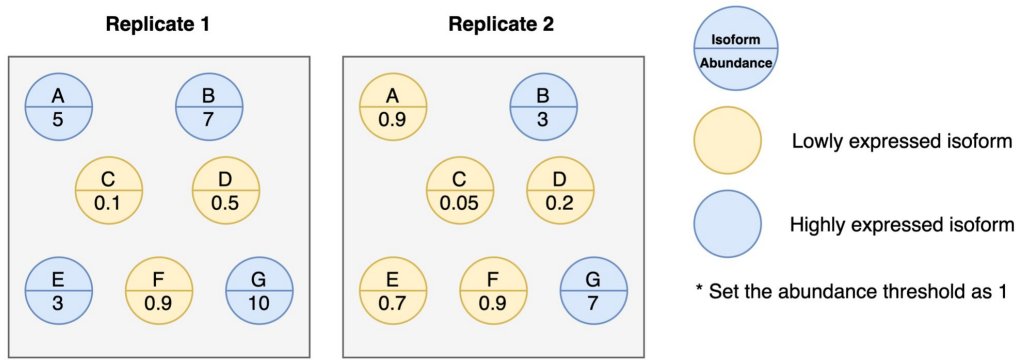 Replicate 1
Replicate 2
A
5
B
7
C
0.1
D
0.5
E
3
F
0.9
G
10
A
0.9
B
3
C
0.05
D
0.2
E
0.7
F
0.9
G
7
Isoform
Abundance
Lowly expressed isoform
Highly expressed isoform
* Set the abundance threshold as 1